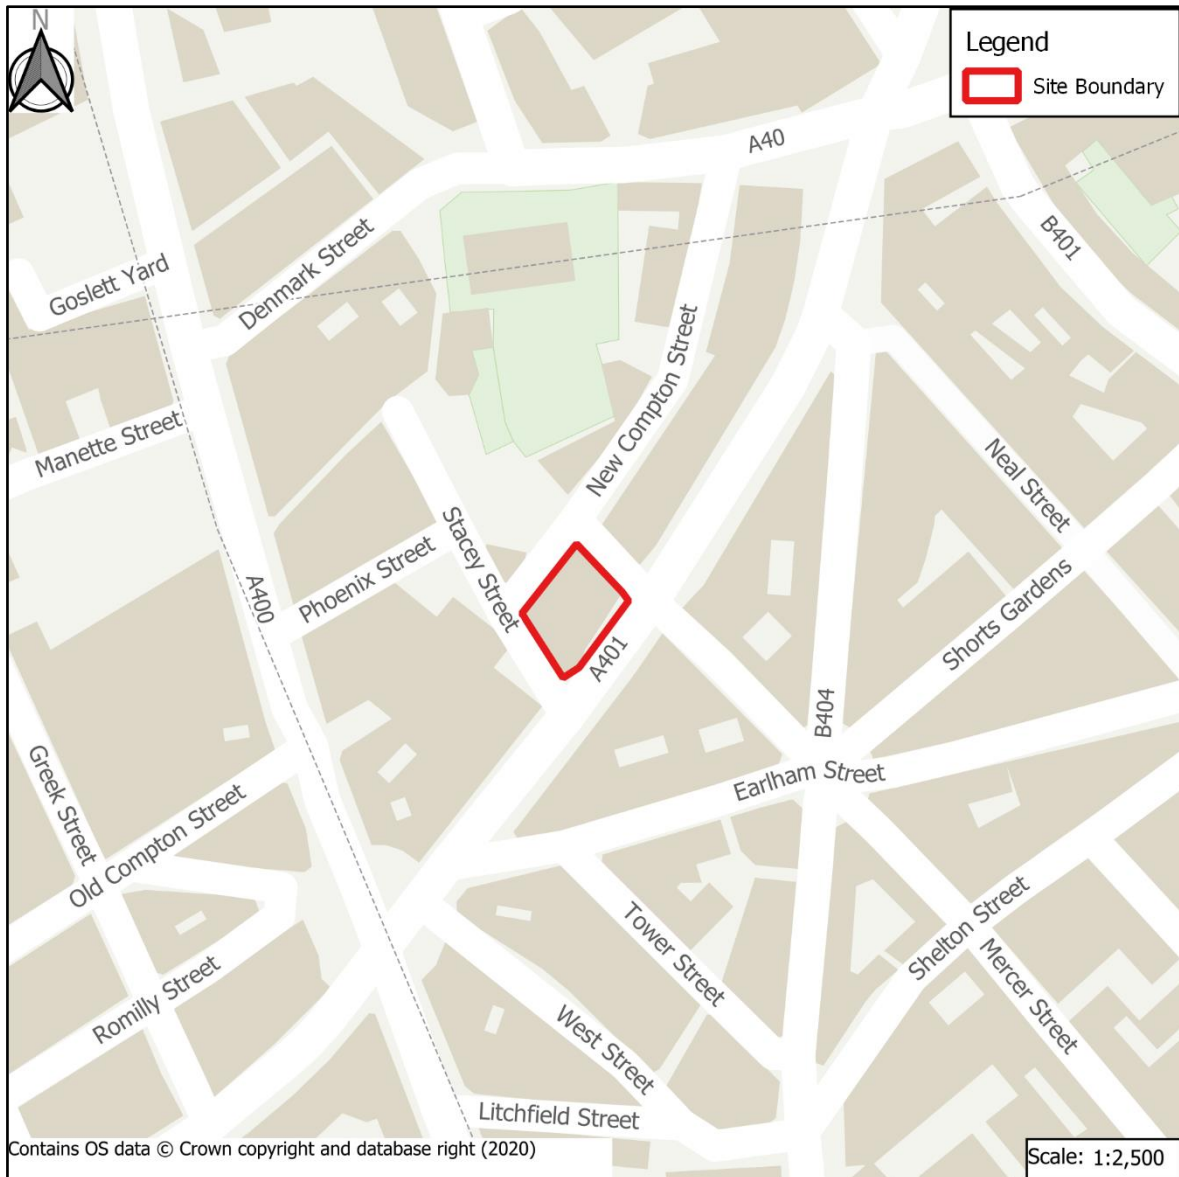 N
Legend
Site Boundary
A40
B401
Denmark Street
Goslett Yard
Manette Street
New Compton Street
Neal Street
Stacey Street
Phoenix Street
A400
A401
Shorts Gardens
B404
Earlham Street
Greek Street
Old Compton Street
Romilly Street
Tower Street
West Street
Shelton Street
Mercer Street
Litchfield Street
Contains OS data © Crown copyright and database right (2020)
Scale: 1:2,500